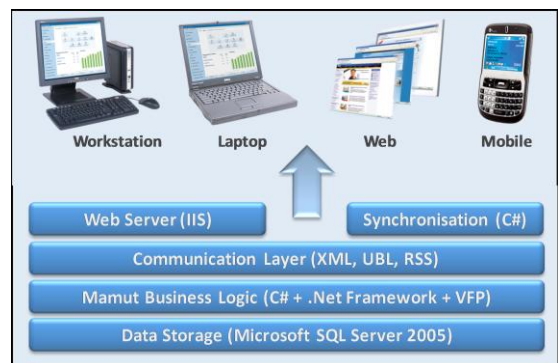 Workstation
Laptop
Web
Mobile
Web Server (IIS)
Synchronisation (C#)
Communication Layer (XML, UBL, RSS)
Mamut Business Logic (C# + .Net Framework + VFP)
Data Storage (Microsoft SQL Server 2005)